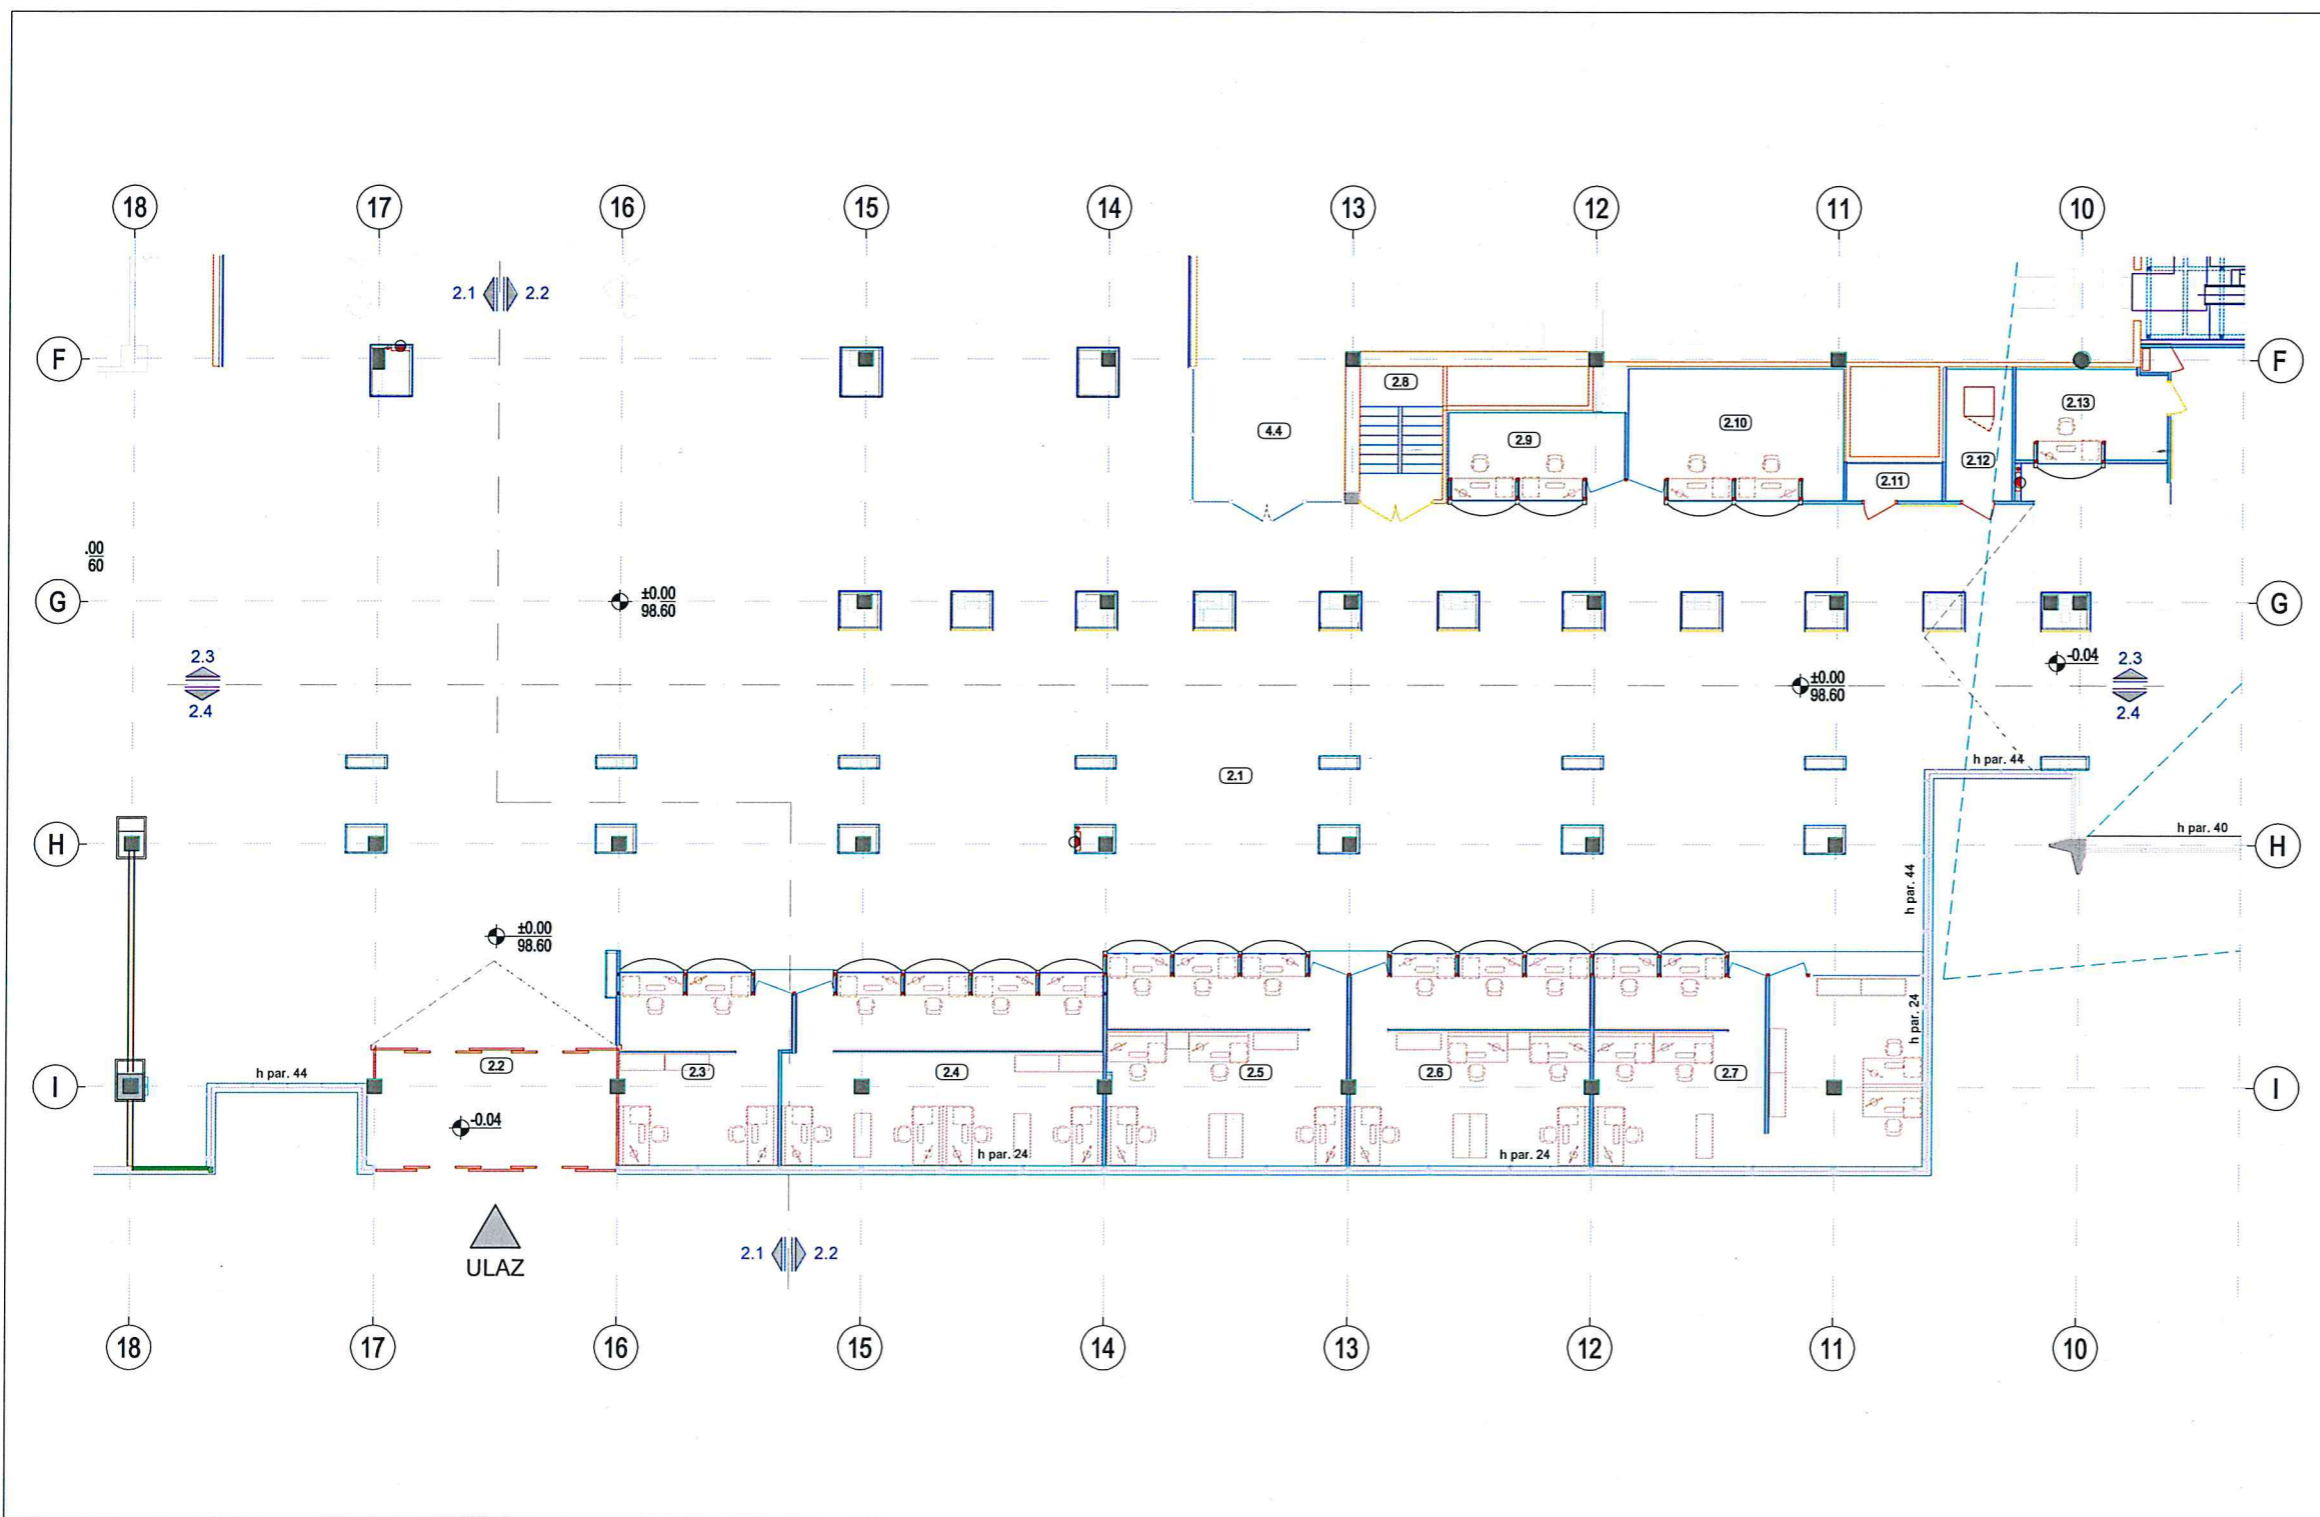 18 17 16 15 14 13 12 11 10
2.1 2.2
F F
2.8
2.13
2.10
4.4
2.9
2.12
2.11
.00
60
G ±0.00 G
98.60
2.3 -0.04 2.3
±0.00
98.60
2.4 2.4
h par. 44
2.1
h par. 40
H H
h par. 44
±0.00
98.60
h par. 24
2.2
h par. 44 2.3 2.4 2.5 2.6 2.7
I I
-0.04
h par. 24 h par. 24
2.1 2.2
ULAZ
18 17 16 15 14 13 12 11 10